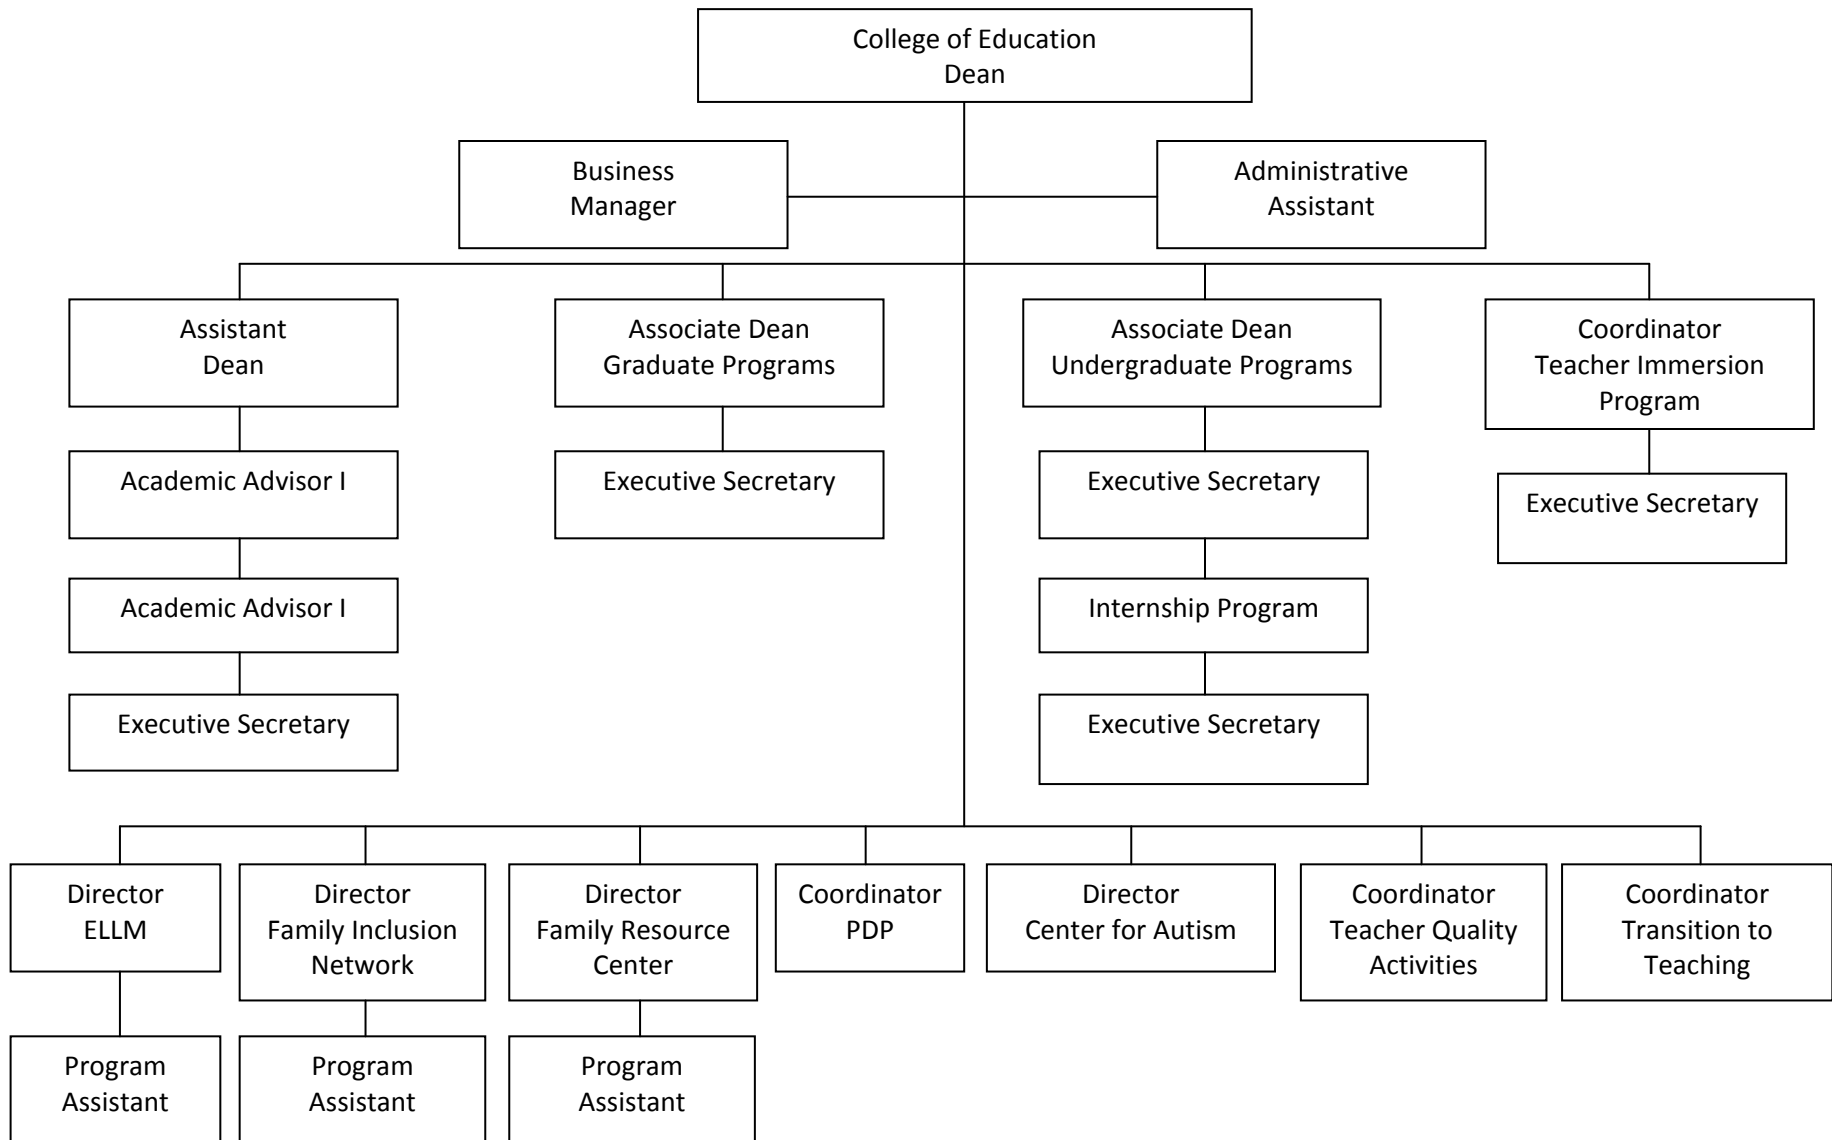 College of Education
Dean
Business
Manager
Administrative
Assistant
Assistant
Dean
Associate Dean
Graduate Programs
Associate Dean
Undergraduate Programs
Coordinator
Teacher Immersion
Program
Academic Advisor I
Executive Secretary
Executive Secretary
Executive Secretary
Academic Advisor I
Internship Program
Executive Secretary
Executive Secretary
Director
ELLM
Director
Family Inclusion
Network
Director
Family Resource
Center
Coordinator
PDP
Director
Center for Autism
Coordinator
Teacher Quality
Activities
Coordinator
Transition to
Teaching
Program
Assistant
Program
Assistant
Program
Assistant